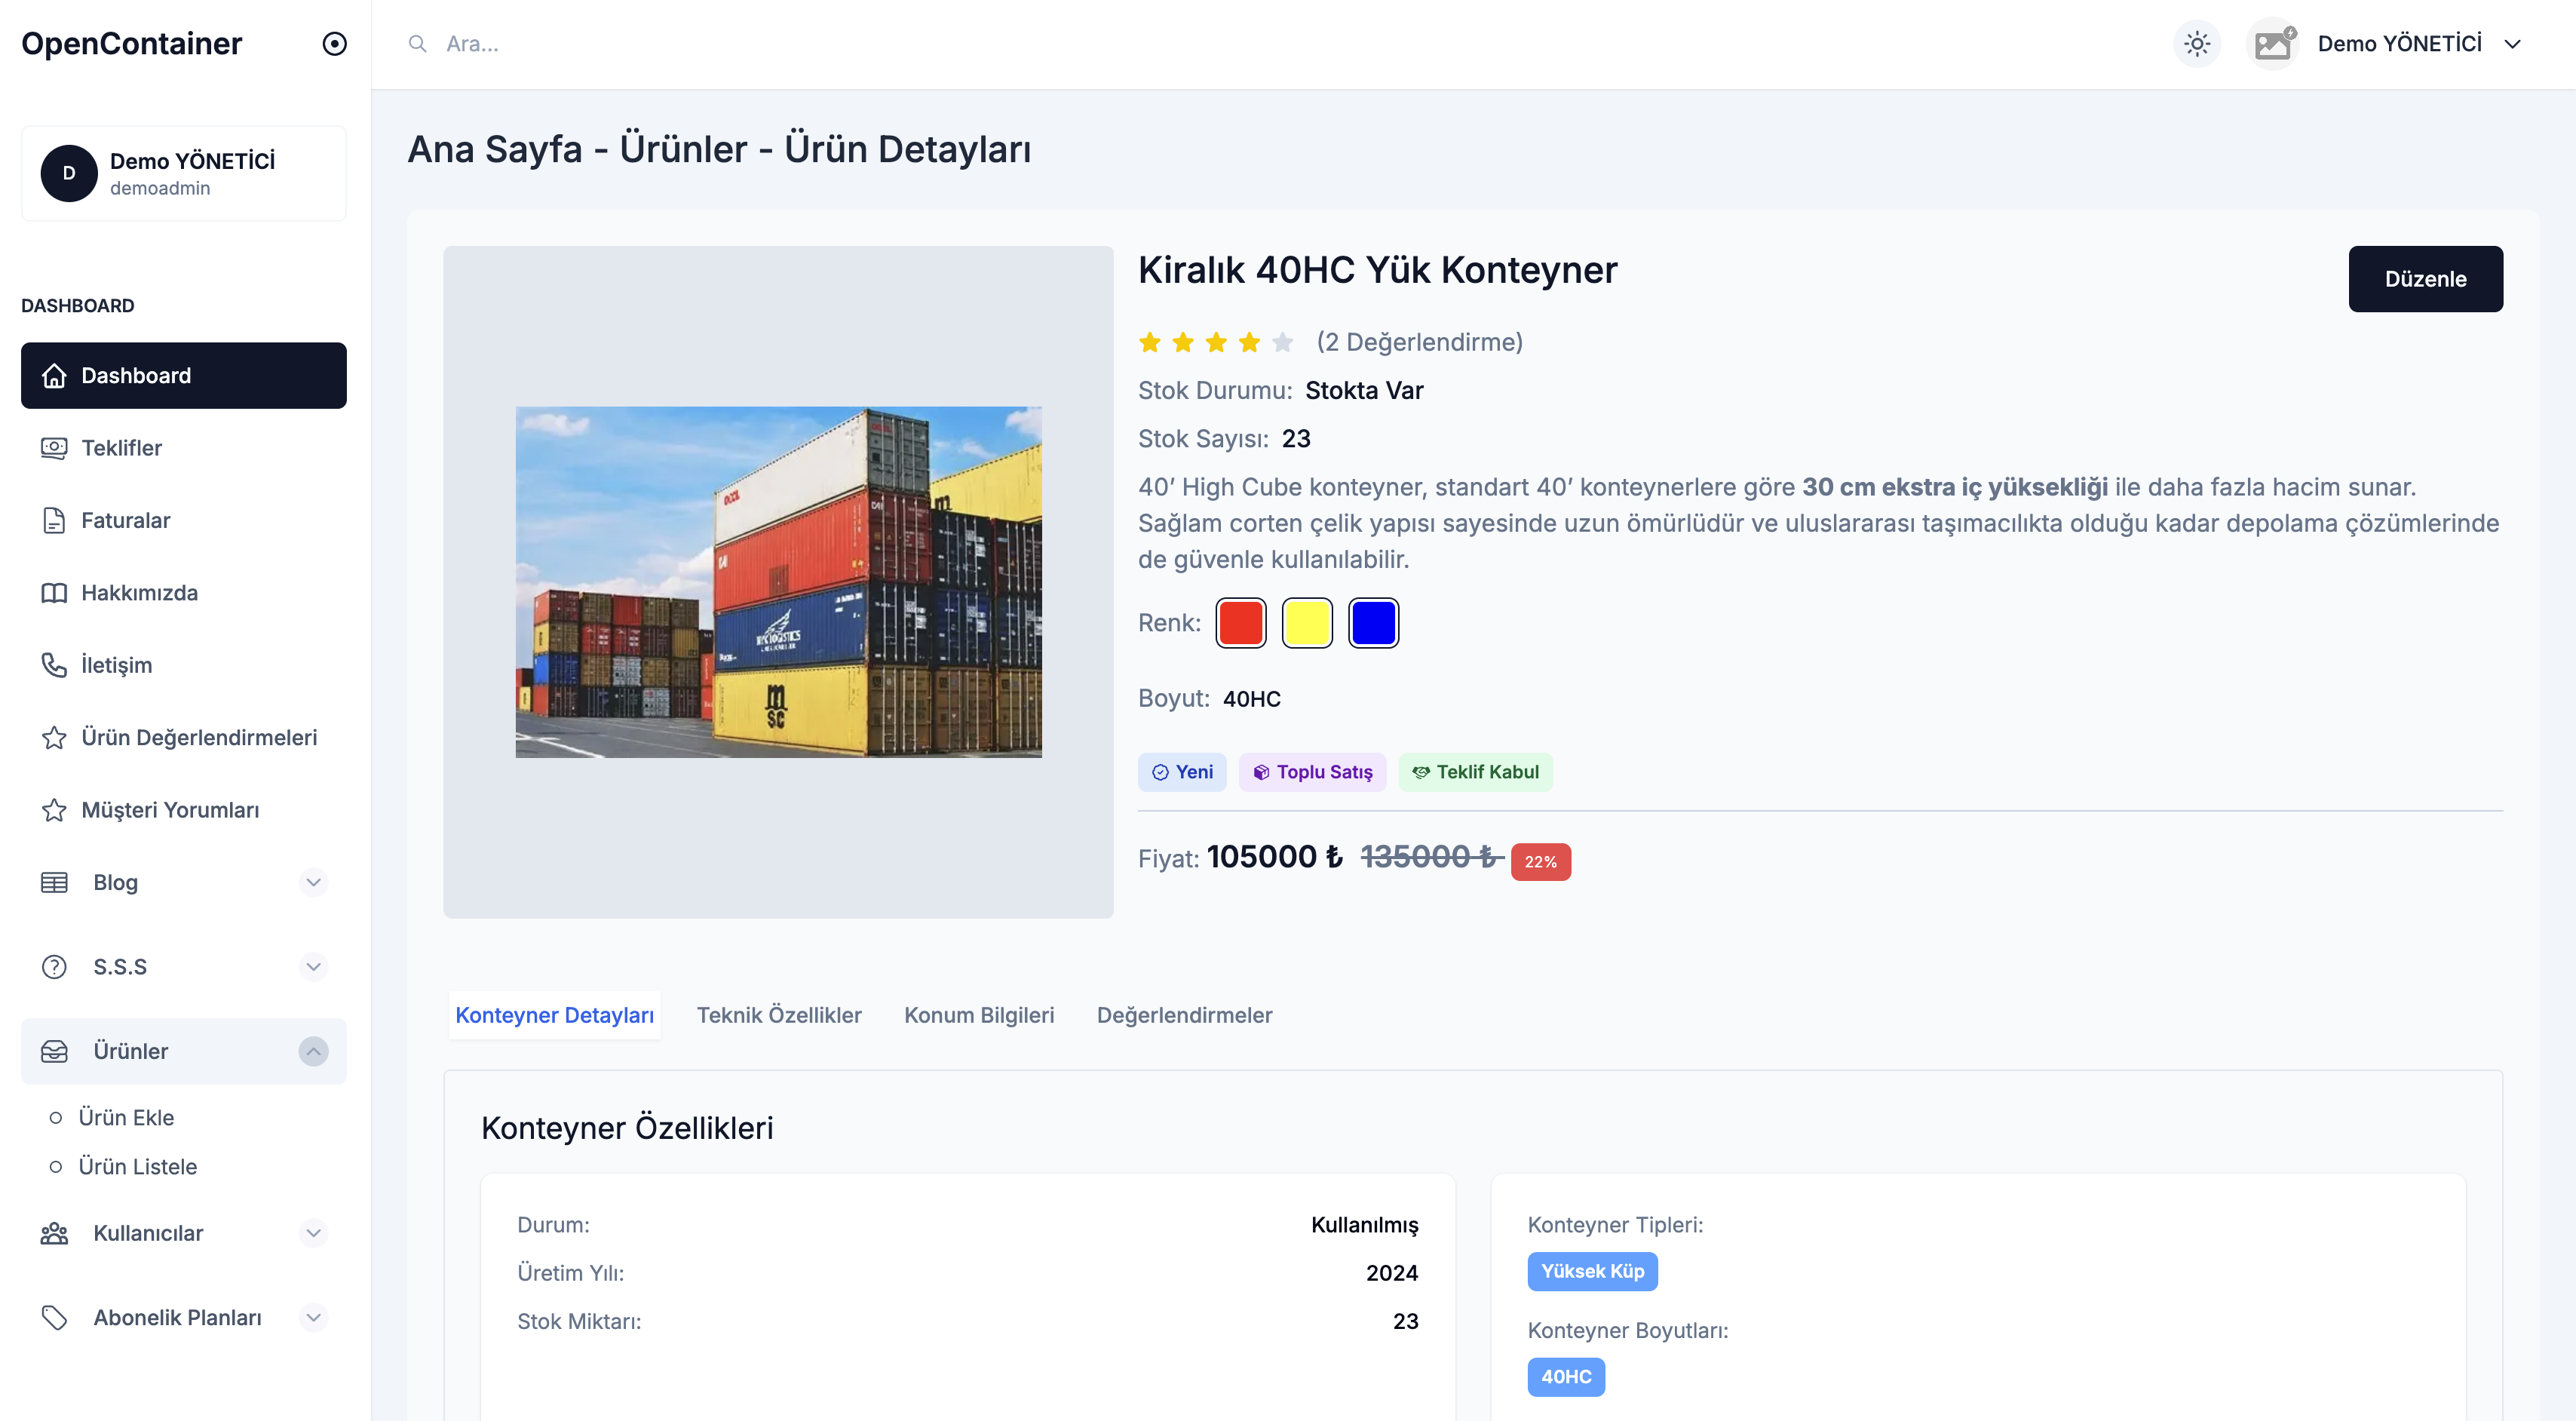 OpenContainer
Ara...
Demo YÖNETİCİ
D
Demo YÖNETİCİ
demoadmin
DASHBOARD
Dashboard
Teklifler
Faturalar
Hakkımızda
İletişim
Ürün Değerlendirmeleri
Müşteri Yorumları
Blog
S.S.S
Ürünler
Ürün Ekle
Ürün Listele
Kullanıcılar
Abonelik Planları
Ana Sayfa - Ürünler - Ürün Detayları
m
SC
Kiralık 40HC Yük Konteyner
Düzenle
(2 Değerlendirme)
Stok Durumu: Stokta Var
Stok Sayısı: 23
40’ High Cube konteyner, standart 40’ konteynerlere göre 30 cm ekstra iç yüksekliği ile daha fazla hacim sunar.
Sağlam corten çelik yapısı sayesinde uzun ömürlüdür ve uluslararası taşımacılıkta olduğu kadar depolama çözümlerinde
de güvenle kullanılabilir.
Renk:
Boyut: 40HC
Yeni Toplu Satış Teklif Kabul
Fiyat: 105000 ₺ 135000 ₺ 22%
Konteyner Detayları Teknik Özellikler Konum Bilgileri Değerlendirmeler
Konteyner Özellikleri
Durum: Kullanılmış
Üretim Yılı: 2024
Stok Miktarı: 23
Konteyner Tipleri:
Yüksek Küp
Konteyner Boyutları:
40HC